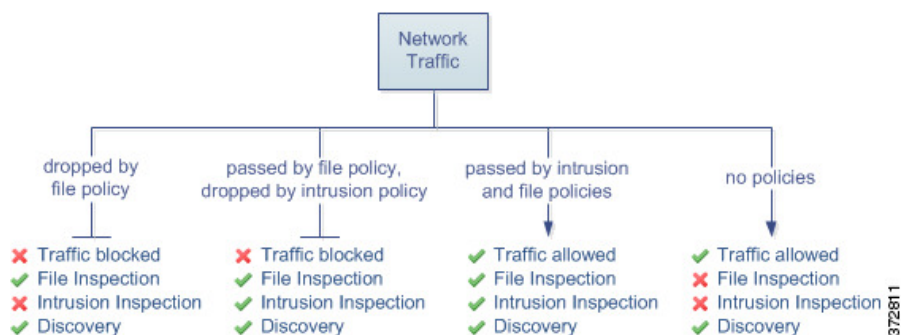 Network
Traffic
dropped by
file policy
passed by file policy,
dropped by intrusion policy
passed by intrusion
and file policies
no policies
Traffic blocked
File Inspection
Intrusion Inspection
Discovery
Traffic blocked
File Inspection
Intrusion Inspection
Discovery
Traffic allowed
File Inspection
Intrusion Inspection
Discovery
Traffic allowed
File Inspection
Intrusion Inspection
Discovery
372811